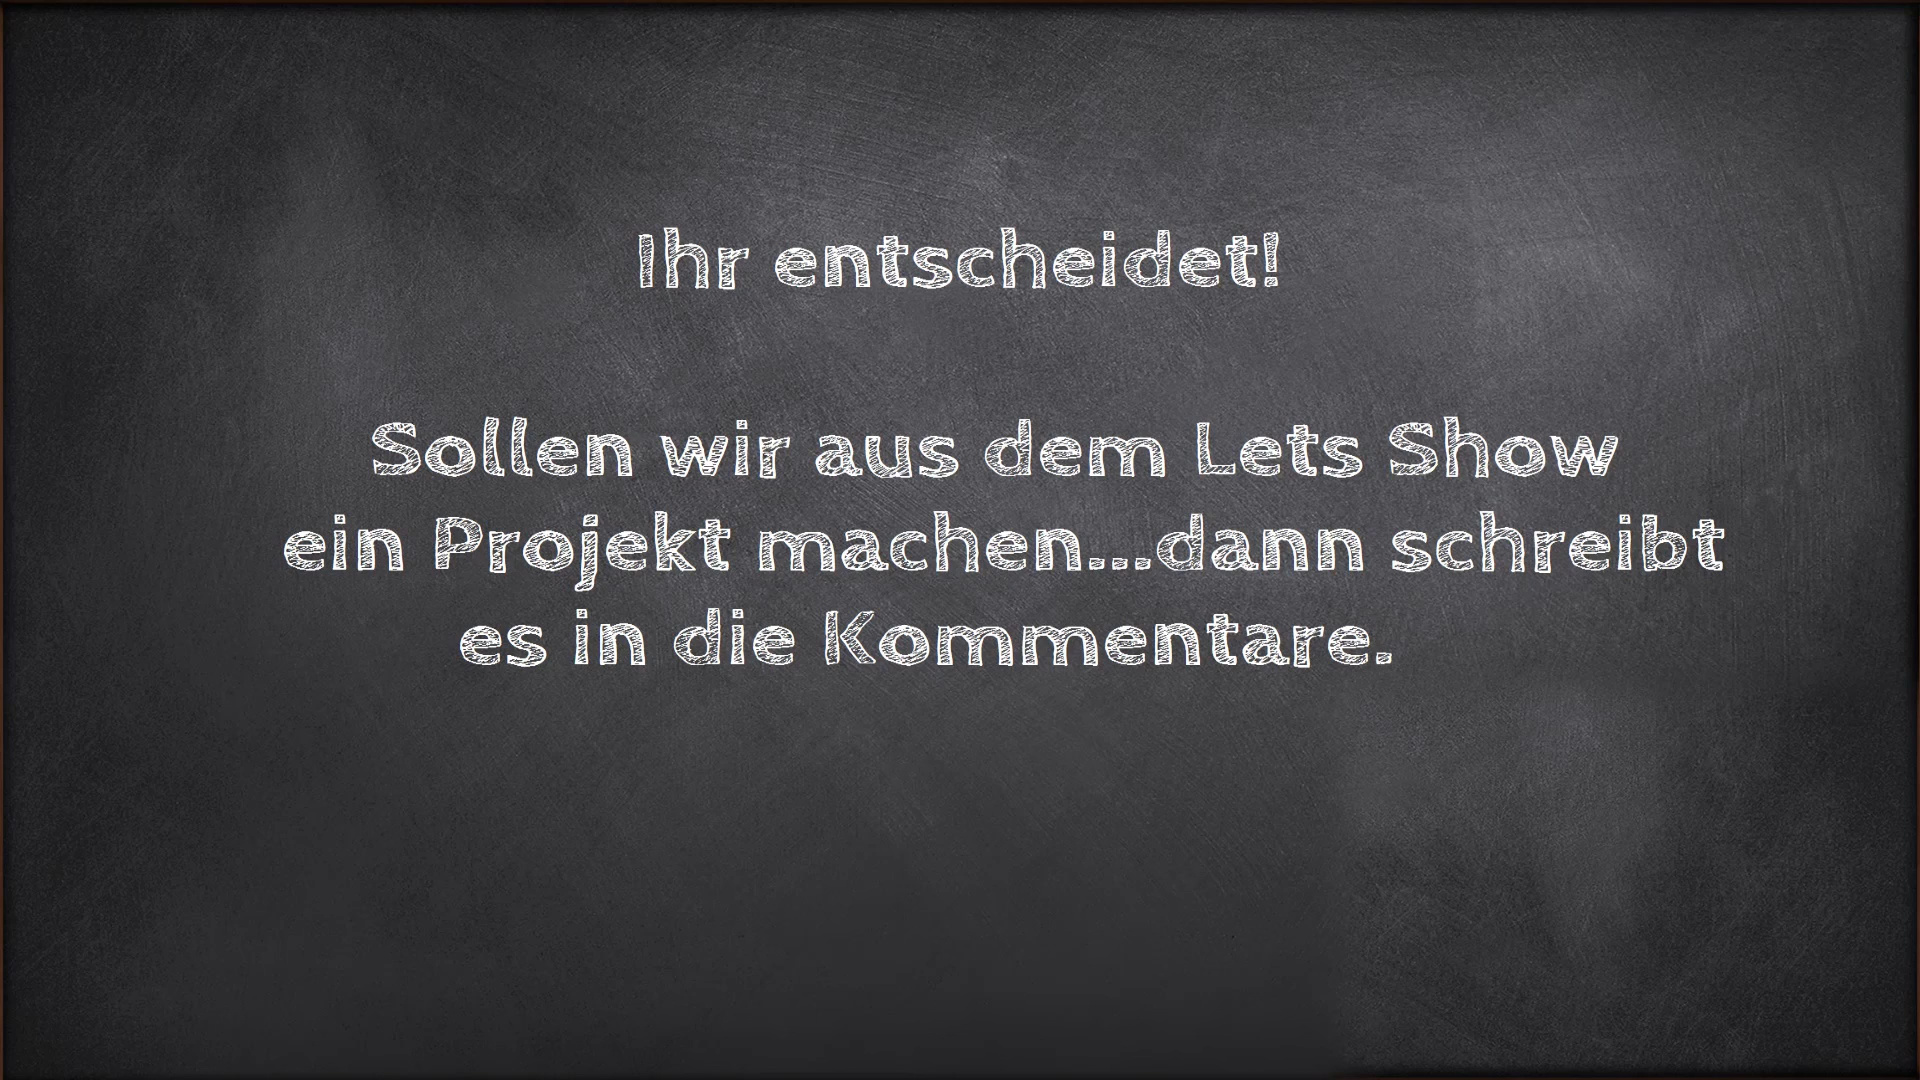 Ihr entscheidet!
Sollen wir aus dem Lets Show
ein Projekt machen...dann schreibt
es in die Kommentare.